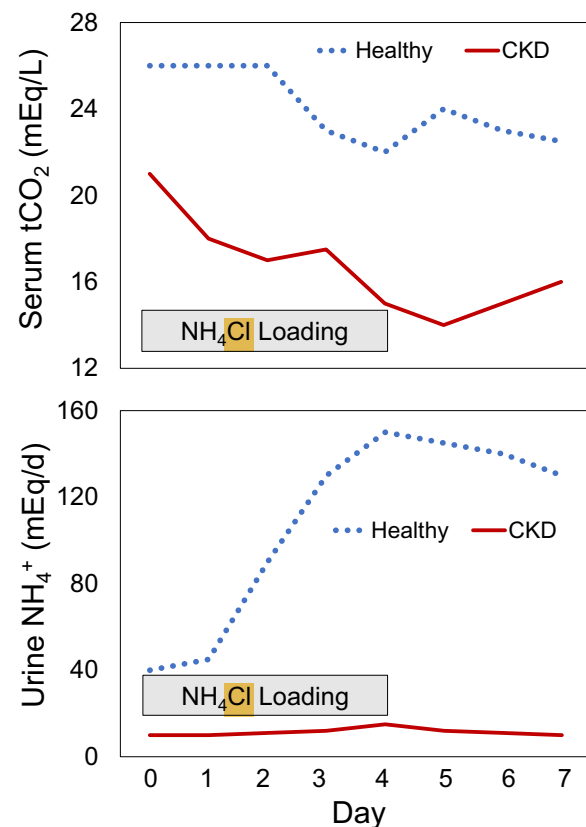 28
Healthy
CKD
24
20
16
12
Serum tCO₂ (mEq/L)
NH₄Cl Loading
160
120
80
40
0
Urine NH₄⁺ (mEq/d)
Healthy
CKD
NH₄Cl Loading
0 1 2 3 4 5 6 7
Day